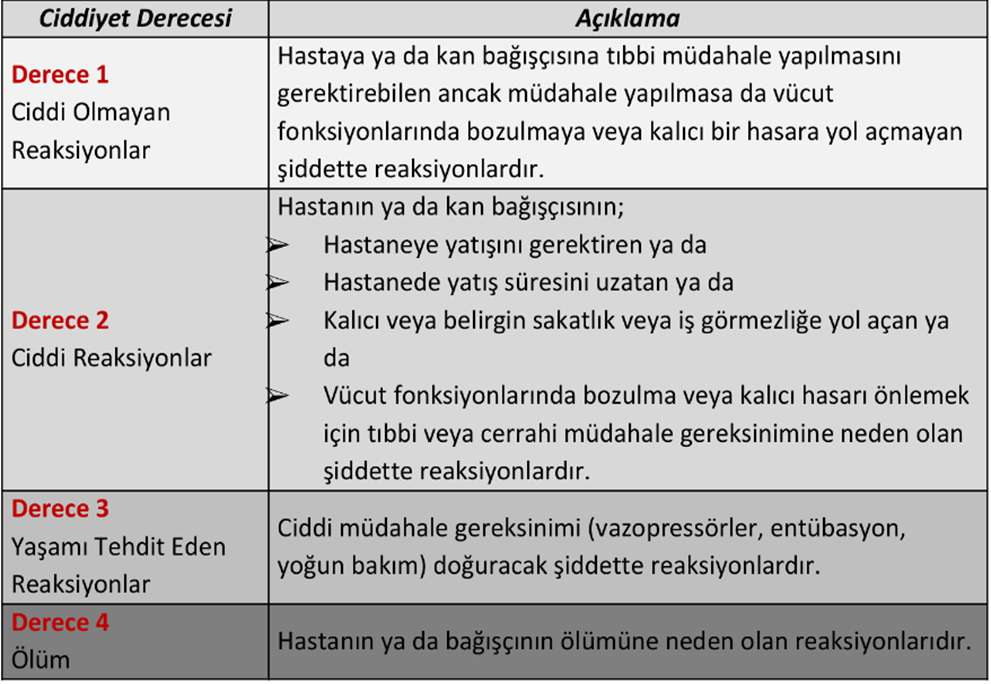 Ciddiyet Derecesi
Açıklama
Derece 1
Ciddi Olmayan
Reaksiyonlar
Hastaya ya da kan bağışçısına tıbbi müdahale yapılmasını
gerektirebilen ancak müdahale yapılmasa da vücut
fonksiyonlarında bozulmaya veya kalıcı bir hasara yol açmayan
şiddette reaksiyonlardır.
Derece 2
Ciddi Reaksiyonlar
Hastanın ya da kan bağışçısının;
➢ Hastaneye yatışını gerektiren ya da
➢ Hastanede yatış süresini uzatan ya da
➢ Kalıcı veya belirgin sakatlık veya iş görmezliğe yol açan ya
da
➢ Vücut fonksiyonlarında bozulma veya kalıcı hasarı önlemek
için tıbbi veya cerrahi müdahale gereksinimine neden olan
şiddette reaksiyonlardır.
Derece 3
Yaşamı Tehdit Eden
Reaksiyonlar
Ciddi müdahale gereksinimi (vazopressörler, entübasyon,
yoğun bakım) doğuracak şiddette reaksiyonlardır.
Derece 4
Ölüm
Hastanın ya da bağışçının ölümüne neden olan reaksiyonlarıdır.